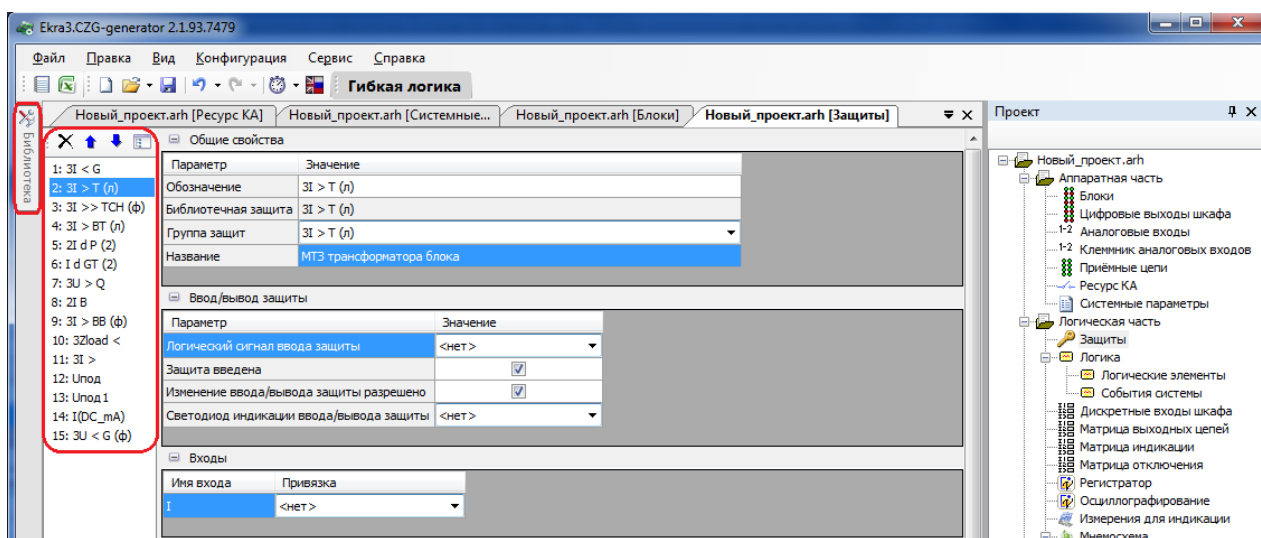 Ekra3.CZG-generator 2.1.93.7479
Файл Правка Вид Конфигурация Сервис Справка
Гибкая логика
Новый_проект.arh [Ресурс КА] Новый_проект.arh [Системные... Новый_проект.arh [Блоки] Новый_проект.arh [Защиты]
Библиотека
1: 3I < G
2: 3I > T (л)
3: 3I >> ТСН (ф)
4: 3I > ВТ (л)
5: 2I d P (2)
6: I d GT (2)
7: 3U > Q
8: 2I B
9: 3I > BB (ф)
10: 3Zload <
11: 3I >
12: Uпод
13: Uпод1
14: I(DC_mA)
15: 3U < G (ф)
Общие свойства
Параметр Значение
Обозначение 3I > T (л)
Библиотечная защита 3I > T (л)
Группа защит 3I > T (л)
Название МТЗ трансформатора блока
Ввод/вывод защиты
Параметр Значение
Логический сигнал ввода защиты <нет>
Защита введена
Изменение ввода/вывода защиты разрешено
Светодиод индикации ввода/вывода защиты <нет>
Входы
Имя входа Привязка
I <нет>
Проект
Новый_проект.arh
Аппаратная часть
Блоки
Цифровые выходы шкафа
1-2 Аналоговые входы
1-2 Клеммник аналоговых входов
Приёмные цепи
Ресурс КА
Системные параметры
Логическая часть
Защиты
Логика
Логические элементы
События системы
Дискретные входы шкафа
Матрица выходных цепей
Матрица индикации
Матрица отключения
Регистратор
Осциллографирование
Измерения для индикации
Мнемосхема